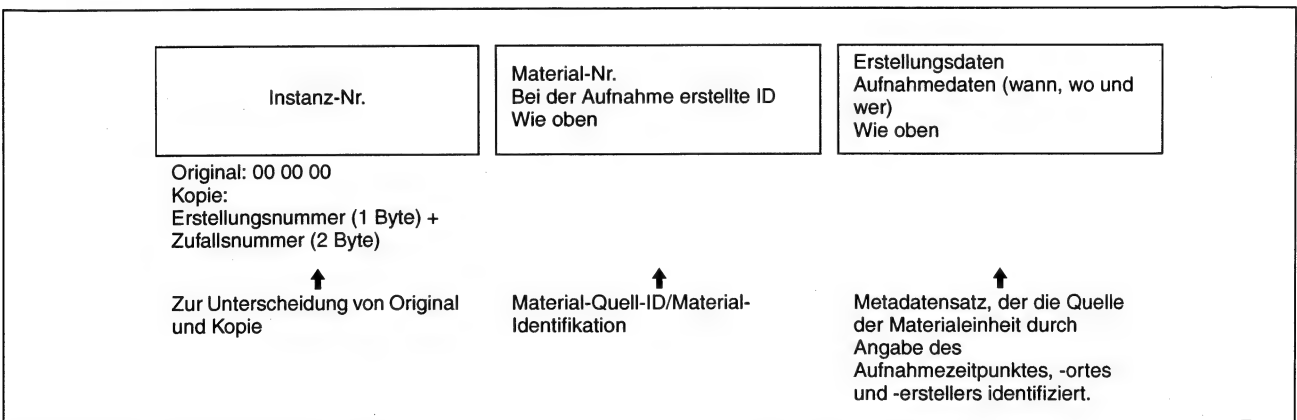 Instanz-Nr.
Material-Nr.
Bei der Aufnahme erstellte ID
Wie oben
Erstellungsdaten
Aufnahmedaten (wann, wo und
wer)
Wie oben
Original: 00 00 00
Kopie:
Erstellungsnummer (1 Byte) +
Zufallsnummer (2 Byte)
Zur Unterscheidung von Original
und Kopie
Material-Quell-ID/Material-
Identifikation
Metadatensatz, der die Quelle
der Materialeinheit durch
Angabe des
Aufnahmezeitpunktes, -ortes
und -erstellers identifiziert.